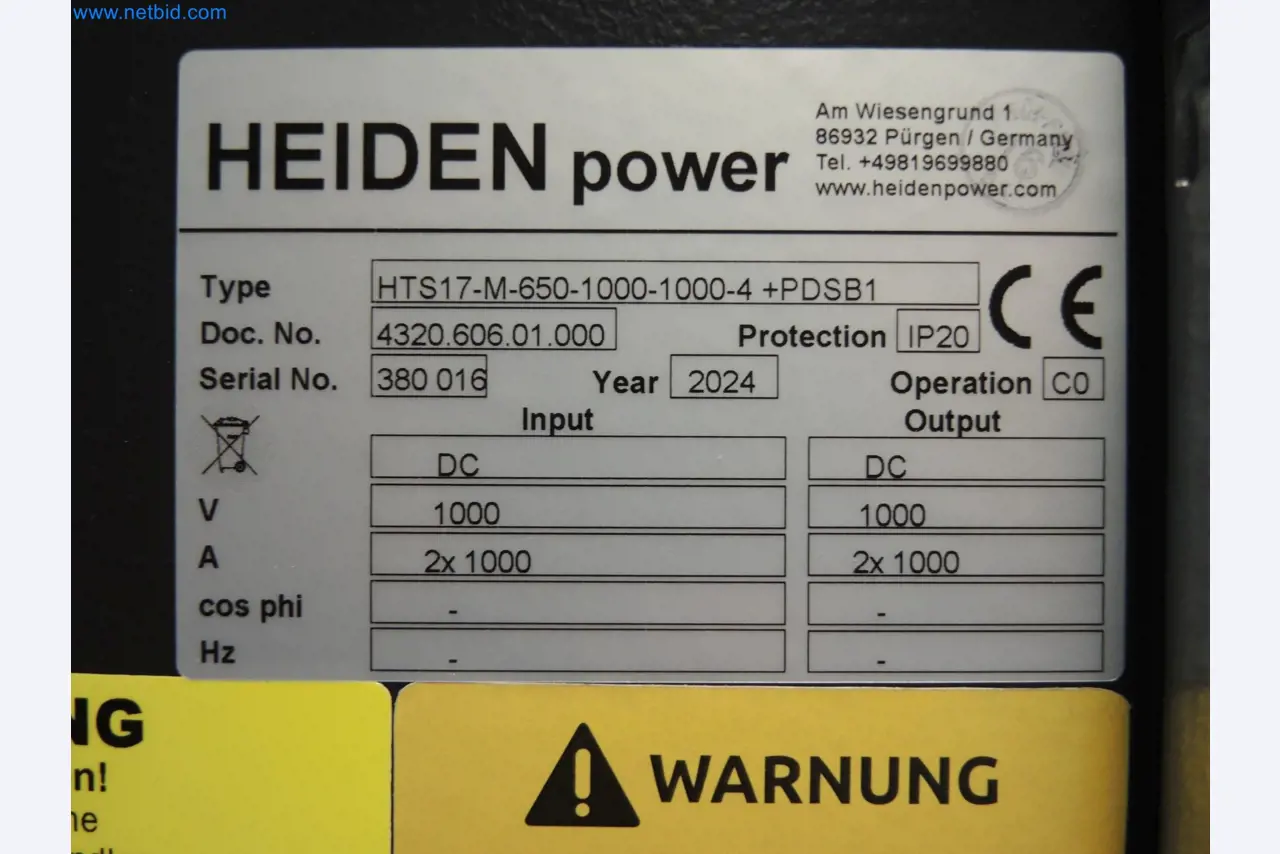 www.netbid.com
HEIDEN power
Am Wiesengrund 1
86932 Pürgen / Germany
Tel. +49819699880
www.heidenpower.com
Type HTS17-M-650-1000-1000-4 +PDSB1
CE
Doc. No. 4320.606.01.000 Protection IP20
Serial No. 380 016 Year 2024 Operation C0
Input Output
DC DC
V 1000 1000
A 2x 1000 2x 1000
cos phi - -
Hz - -
NG
n!
WARNUNG